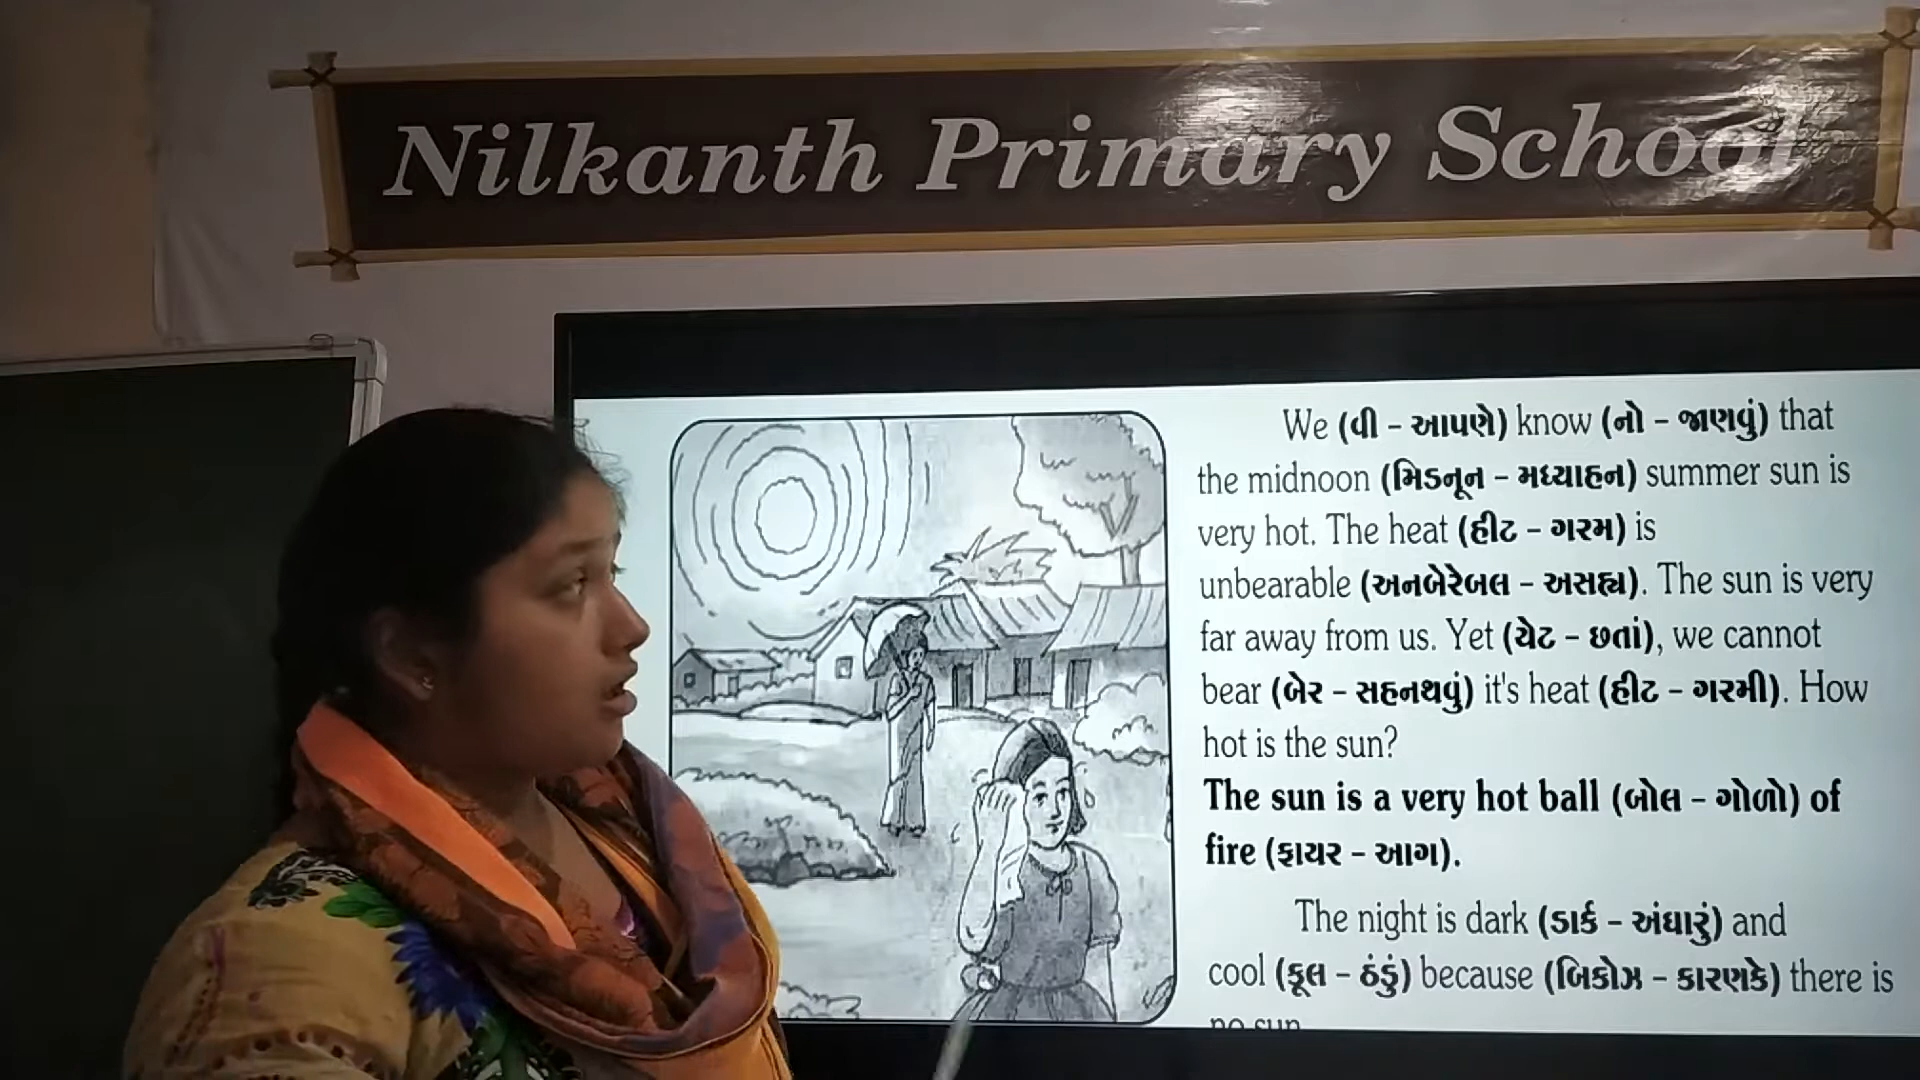 Nilkanth Primary School
We (વી – આપણે) know (નો – જાણવું) that
the midnoon (મિડનૂન – મધ્યાહન) summer sun is
very hot. The heat (હીટ – ગરમ) is
unbearable (અનબેરેબલ – અસહ્ય). The sun is very
far away from us. Yet (યેટ – છતાં), we cannot
bear (બેર – સહનથવું) it's heat (હીટ – ગરમી). How
hot is the sun?
The sun is a very hot ball (બોલ – ગોળો) of
fire (ફાયર – આગ).
The night is dark (ડાર્ક – અંઘારું) and
cool (કૂલ – ઠંડું) because (બિકોઝ – કારણકે) there is
no sun